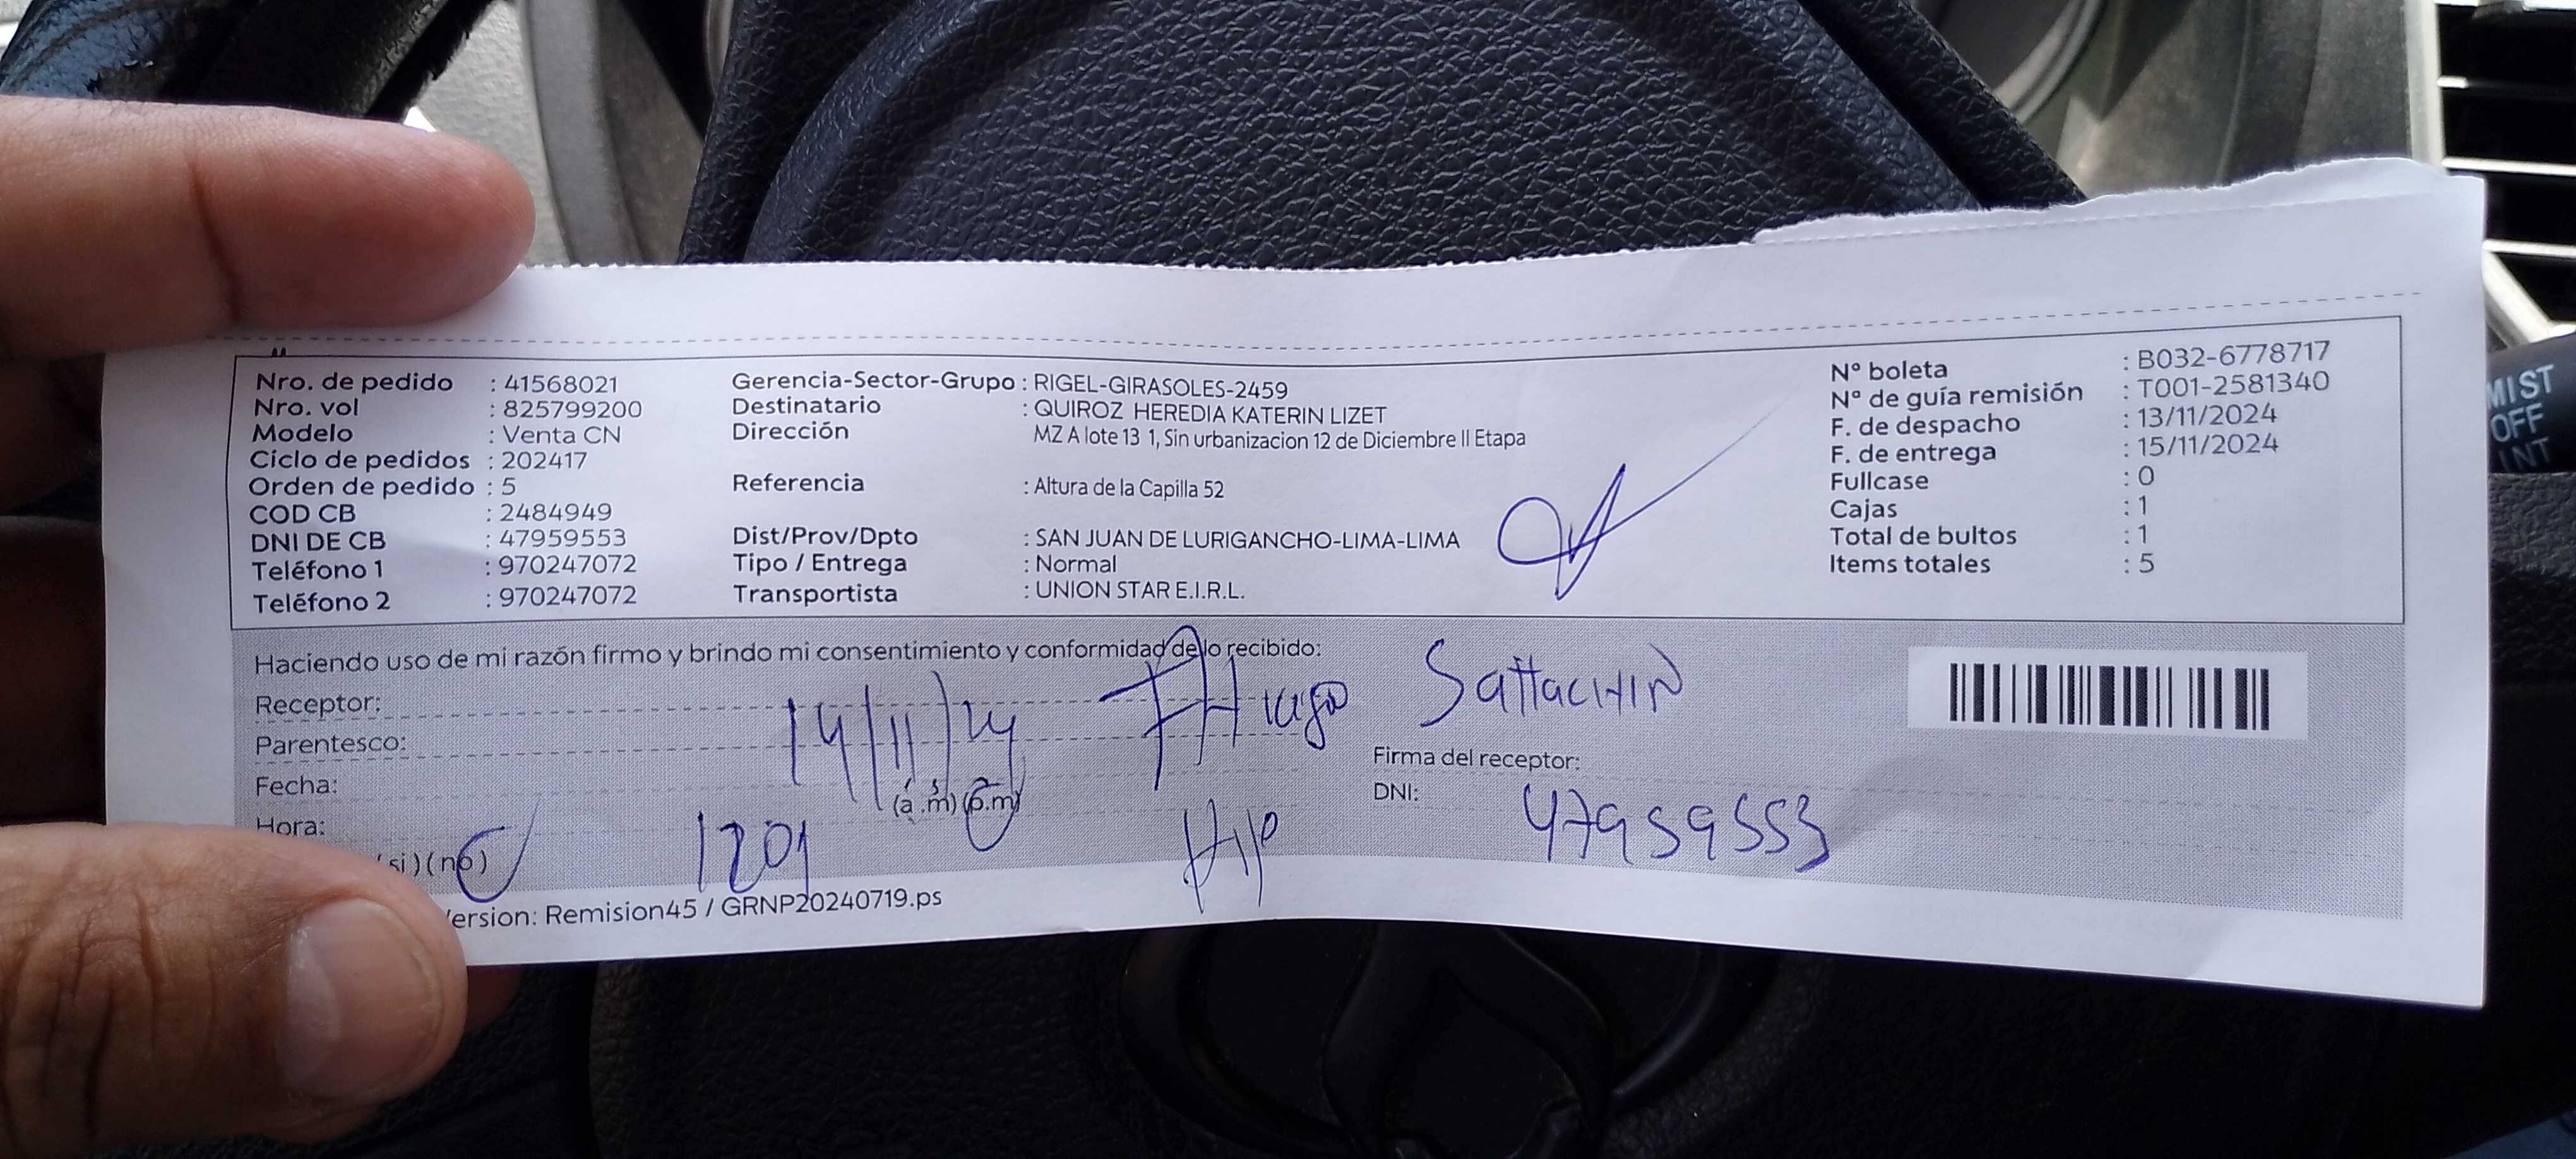 Nro. de pedido : 41568021
Nro. vol : 825799200
Modelo : Venta CN
Ciclo de pedidos : 202417
Orden de pedido : 5
COD CB : 2484949
DNI DE CB : 47959553
Teléfono 1 : 970247072
Teléfono 2 : 970247072
Gerencia-Sector-Grupo : RIGEL-GIRASOLES-2459
Destinatario : QUIROZ HEREDIA KATERIN LIZET
Dirección MZ A lote 13 1, Sin urbanizacion 12 de Diciembre II Etapa
Referencia : Altura de la Capilla 52
Dist/Prov/Dpto : SAN JUAN DE LURIGANCHO-LIMA-LIMA
Tipo / Entrega : Normal
Transportista : UNION STAR E.I.R.L.
Nº boleta : B032-6778717
Nº de guía remisión : T001-2581340
F. de despacho : 13/11/2024
F. de entrega : 15/11/2024
Fullcase : 0
Cajas : 1
Total de bultos : 1
Items totales : 5
Haciendo uso de mi razón firmo y brindo mi consentimiento y conformidad de lo recibido:
Receptor:
Parentesco:
Fecha: 14/11/24
(a.m) (p.m)
Hora: 1201
(si) (no)
Firma del receptor:
DNI: 47959553
Version: Remision45 / GRNP20240719.ps
MIST
OFF
INT